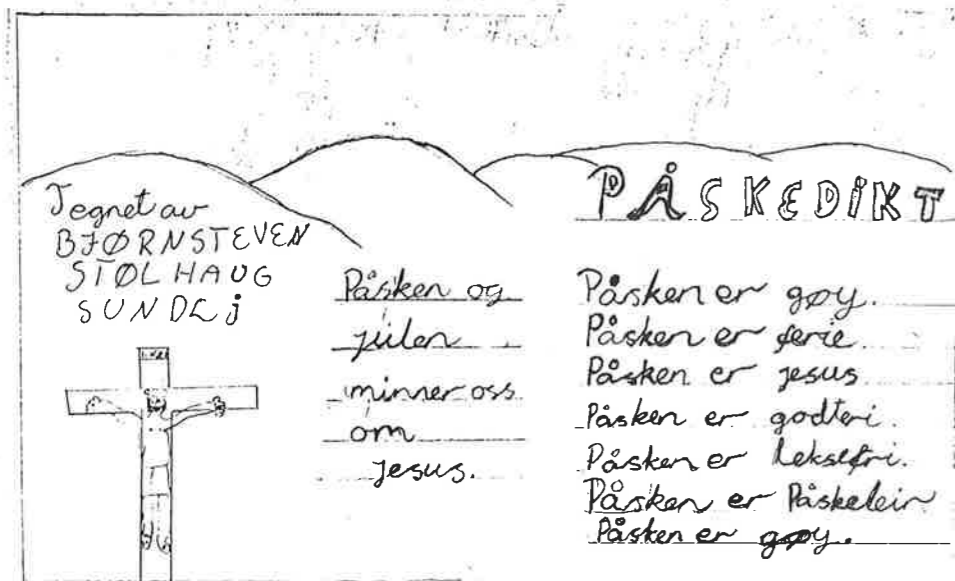 Tegnet av
BJØRNSTEVEN
STØLHAUG
SUNDLj
Påsken og
julen
minner oss
om
jesus.
PÅSKEDiKT
Påsken er gøy.
Påsken er ferie.
Påsken er jesus
Påsken er godteri.
Påsken er leksefri.
Påsken er Påskeleir
Påsken er gøy.